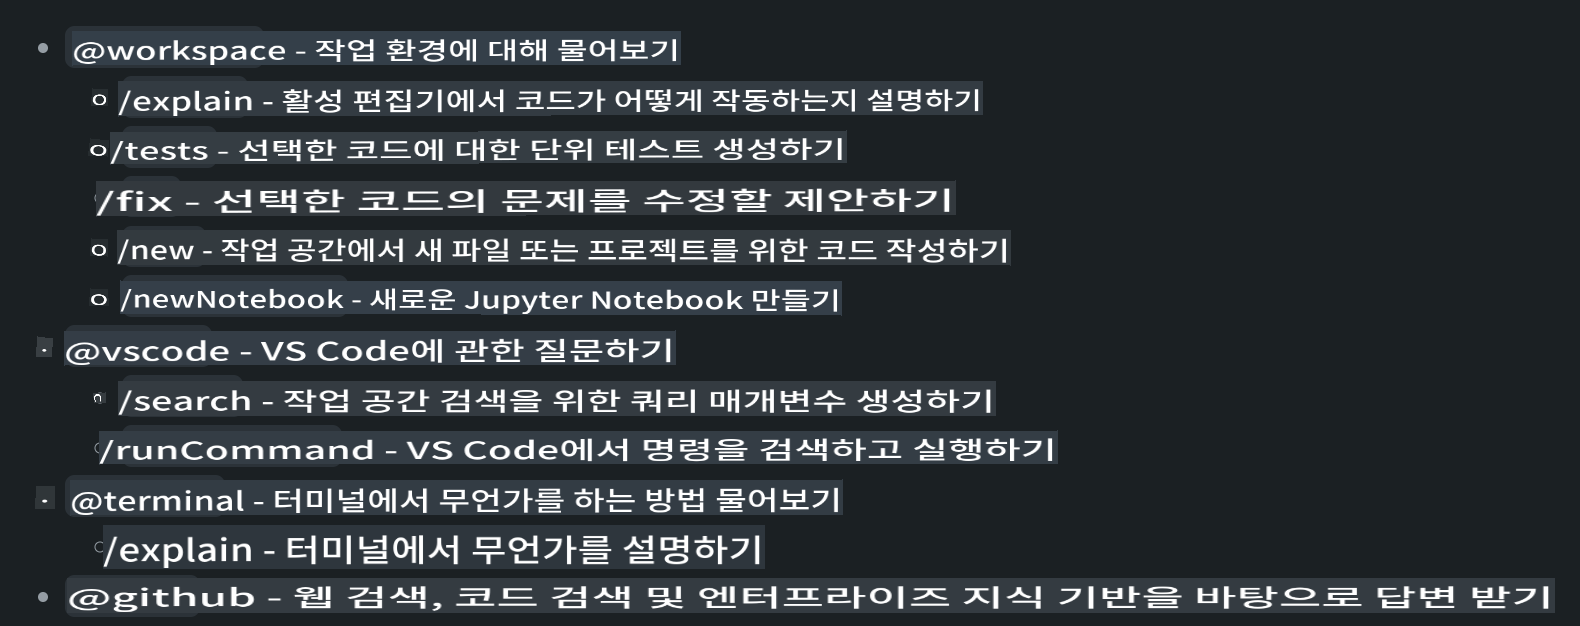 @workspace - 작업 환경에 대해 물어보기
/explain - 활성 편집기에서 코드가 어떻게 작동하는지 설명하기
/tests - 선택한 코드에 대한 단위 테스트 생성하기
/fix - 선택한 코드의 문제를 수정할 제안하기
/new - 작업 공간에서 새 파일 또는 프로젝트를 위한 코드 작성하기
/newNotebook - 새로운 Jupyter Notebook 만들기
@vscode - VS Code에 관한 질문하기
/search - 작업 공간 검색을 위한 쿼리 매개변수 생성하기
/runCommand - VS Code에서 명령을 검색하고 실행하기
@terminal - 터미널에서 무언가를 하는 방법 물어보기
/explain - 터미널에서 무언가를 설명하기
@github - 웹 검색, 코드 검색 및 엔터프라이즈 지식 기반을 바탕으로 답변 받기